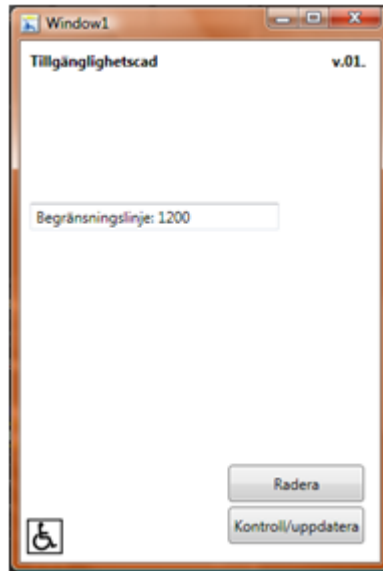 Window1
Tillgänglighetscad v.01.
Begränsningslinje: 1200
Radera
Kontroll/uppdatera